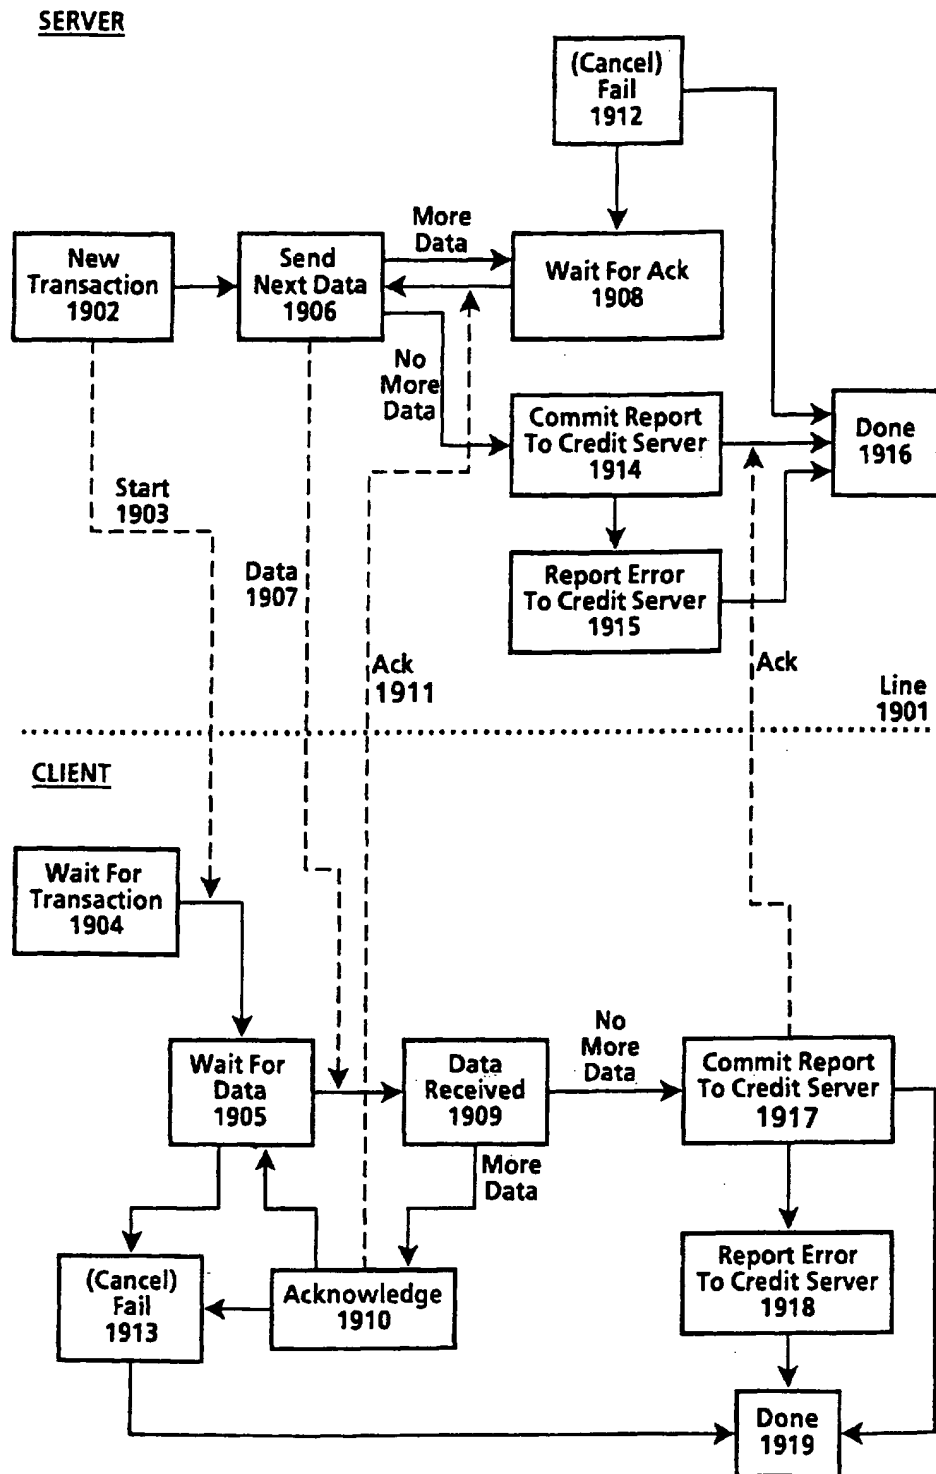 SERVER
(Cancel)
Fail
1912
More
Data
New
Transaction
1902
Send
Next Data
1906
Wait For Ack
1908
No
More
Data
Commit Report
To Credit Server
1914
Done
1916
Start
1903
Data
1907
Report Error
To Credit Server
1915
Ack
1911
Ack
Line
1901
CLIENT
Wait For
Transaction
1904
Wait For
Data
1905
Data
Received
1909
No
More
Data
Commit Report
To Credit Server
1917
More
Data
(Cancel)
Fail
1913
Acknowledge
1910
Report Error
To Credit Server
1918
Done
1919